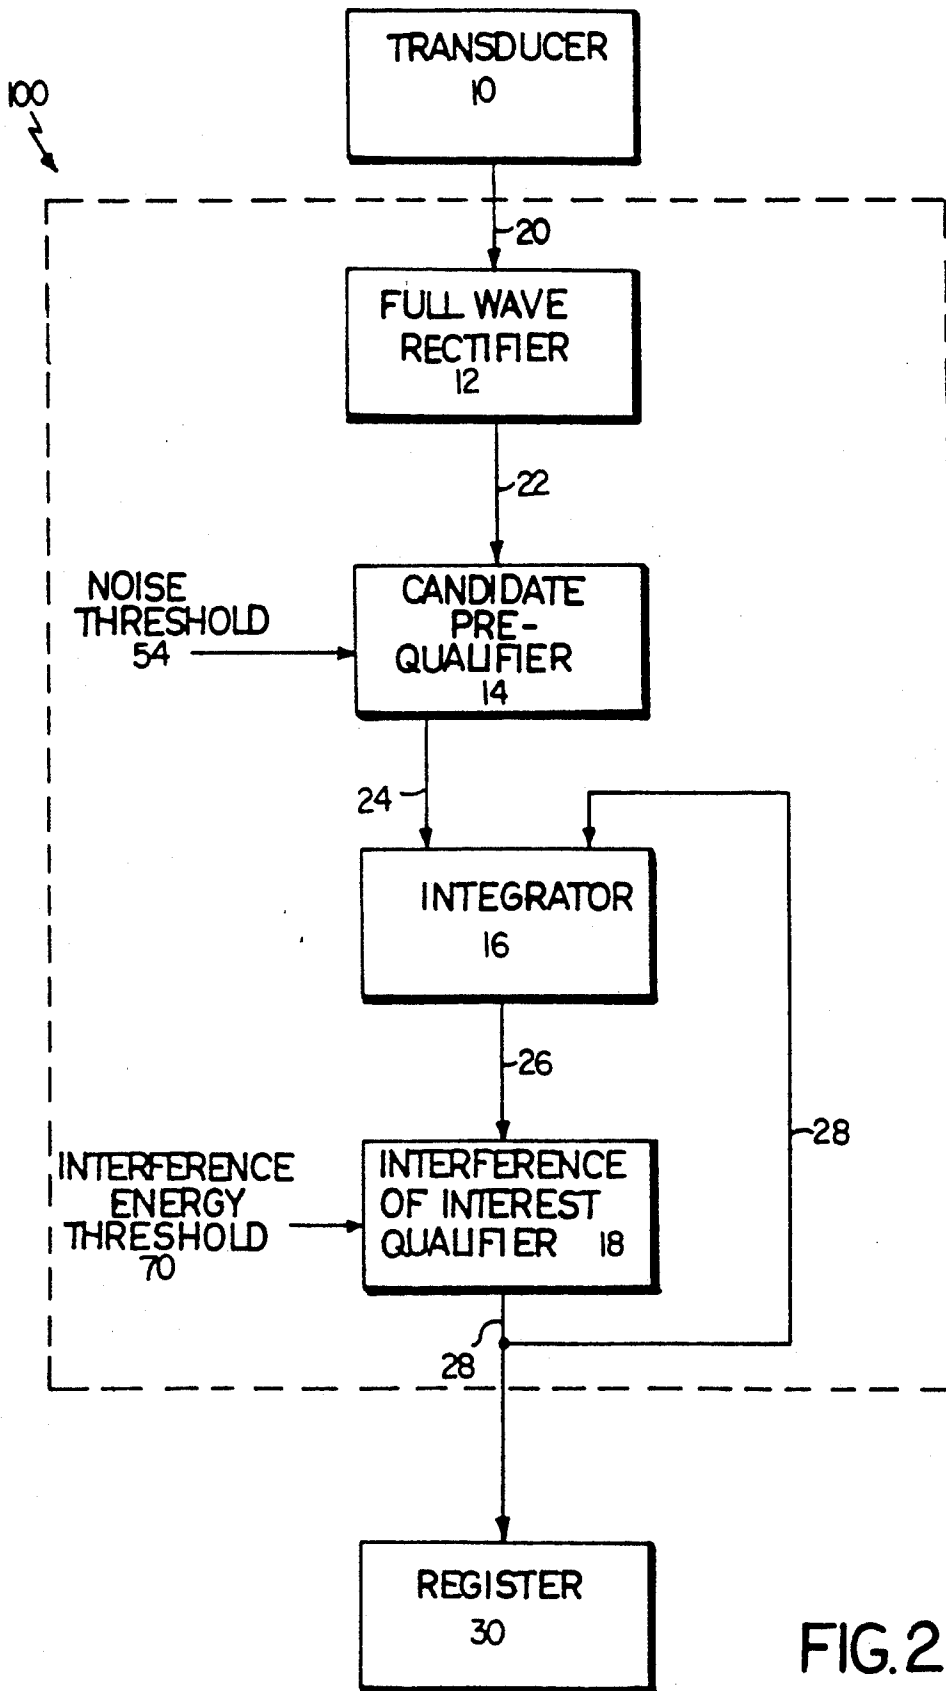 TRANSDUCER
10
100
20
FULL WAVE
RECTIFIER
12
22
NOISE
THRESHOLD
54
CANDIDATE
PRE-
QUALIFIER
14
24
INTEGRATOR
16
26
28
INTERFERENCE
ENERGY
THRESHOLD
70
INTERFERENCE
OF INTEREST
QUALIFIER 18
28
REGISTER
30
FIG. 2